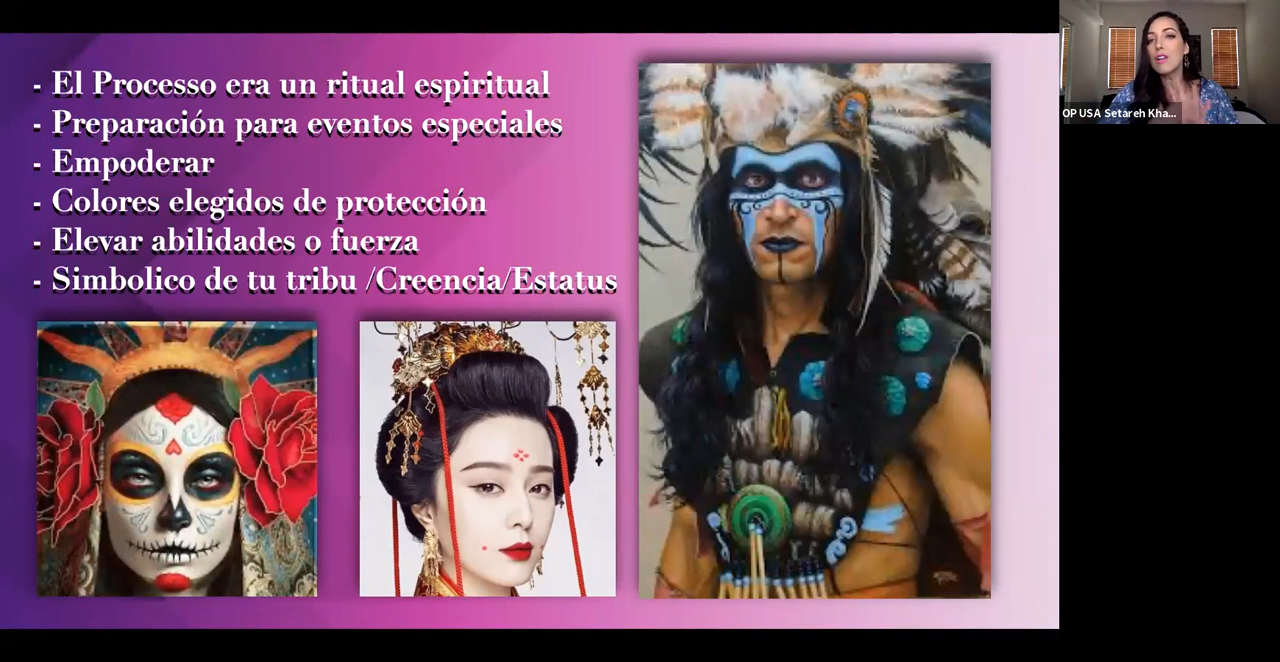 - El Processo era un ritual espiritual
- Preparación para eventos especiales
- Empoderar
- Colores elegidos de protección
- Elevar abilidades o fuerza
- Simbolico de tu tribu /Creencia/Estatus
OP USA Setareh Kha...